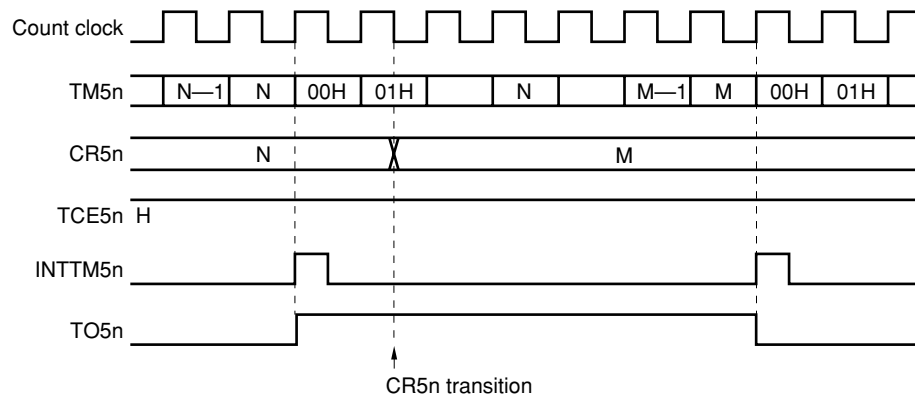 Count clock
TM5n N—1 N 00H 01H N M—1 M 00H 01H
CR5n N M
TCE5n H
INTTM5n
TO5n
CR5n transition